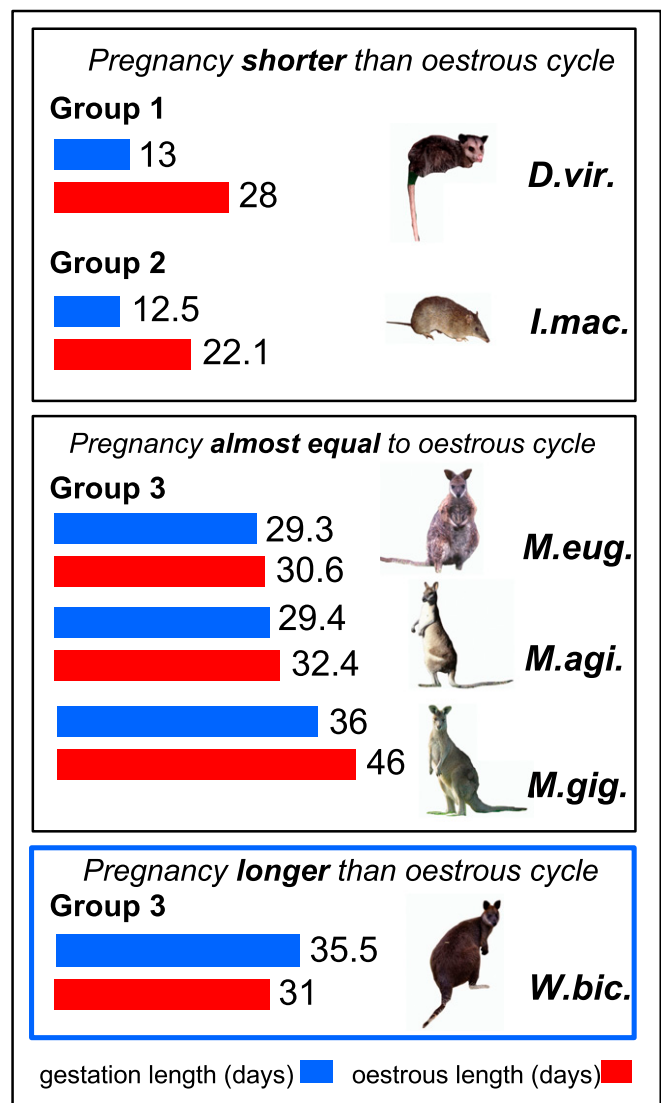 Pregnancy shorter than oestrous cycle
Group 1
13
28
D.vir.
Group 2
12.5
22.1
I.mac.
Pregnancy almost equal to oestrous cycle
Group 3
29.3
30.6
M.eug.
29.4
32.4
M.agi.
36
46
M.gig.
Pregnancy longer than oestrous cycle
Group 3
35.5
31
W.bic.
gestation length (days) oestrous length (days)